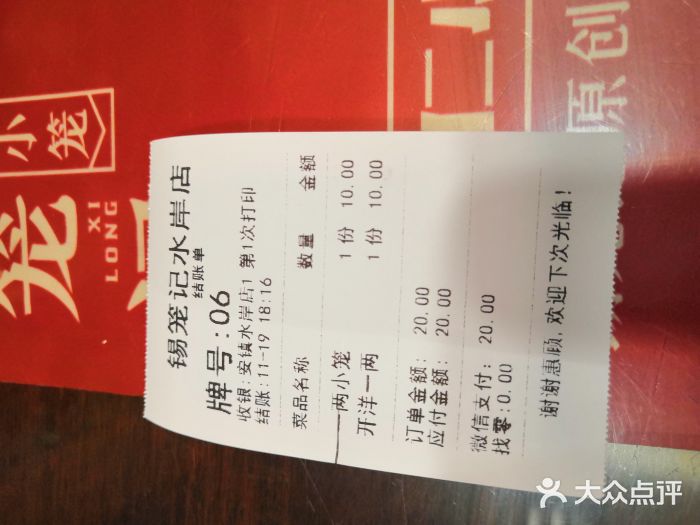 锡笼记水岸店
结账单
牌号:06
收银:安镇水岸店1 第1次打印
结账:11-19 18:16
菜品名称 数量 金额
一两小笼 1 份 10.00
开洋一两 1 份 10.00
订单金额: 20.00
应付金额: 20.00
微信支付: 20.00
找零:0.00
谢谢惠顾,欢迎下次光临!
小笼
笼
XI
LONG
原创
大众点评